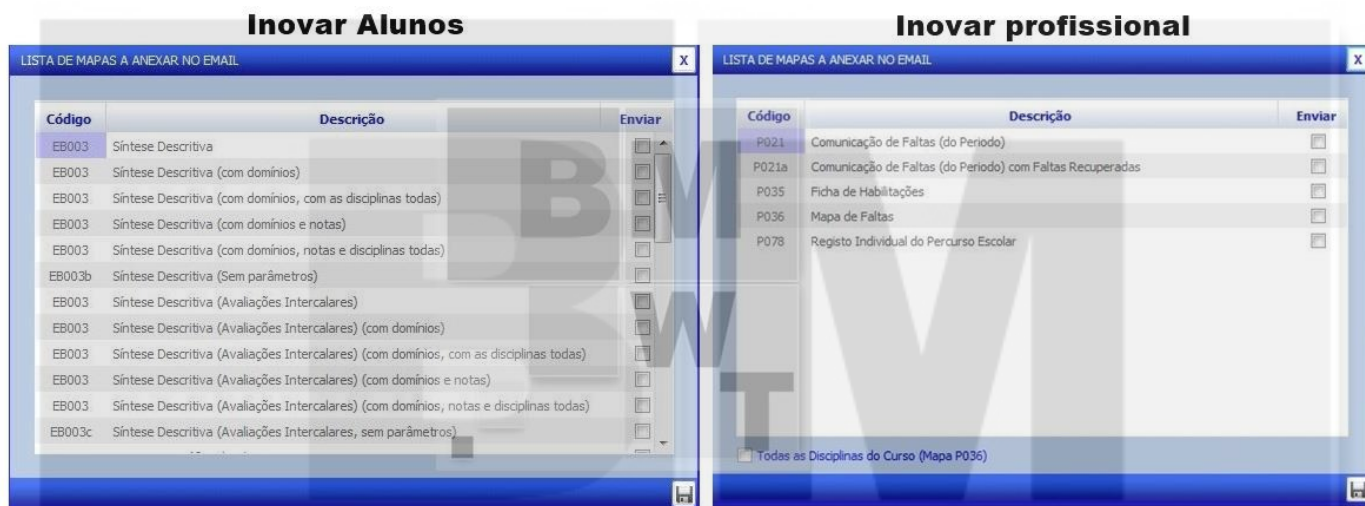 Inovar Alunos
LISTA DE MAPAS A ANEXAR NO EMAIL
X
Código Descrição Enviar
EB003 Síntese Descritiva
EB003 Síntese Descritiva (com domínios)
EB003 Síntese Descritiva (com domínios, com as disciplinas todas)
EB003 Síntese Descritiva (com domínios e notas)
EB003 Síntese Descritiva (com domínios, notas e disciplinas todas)
EB003b Síntese Descritiva (Sem parâmetros)
EB003 Síntese Descritiva (Avaliações Intercalares)
EB003 Síntese Descritiva (Avaliações Intercalares) (com domínios)
EB003 Síntese Descritiva (Avaliações Intercalares) (com domínios, com as disciplinas todas)
EB003 Síntese Descritiva (Avaliações Intercalares) (com domínios e notas)
EB003 Síntese Descritiva (Avaliações Intercalares) (com domínios, notas e disciplinas todas)
EB003c Síntese Descritiva (Avaliações Intercalares, sem parâmetros)
Inovar profissional
LISTA DE MAPAS A ANEXAR NO EMAIL
X
Código Descrição Enviar
P021 Comunicação de Faltas (do Periodo)
P021a Comunicação de Faltas (do Periodo) com Faltas Recuperadas
P035 Ficha de Habilitações
P036 Mapa de Faltas
P078 Registo Individual do Percurso Escolar
Todas as Disciplinas do Curso (Mapa P036)
B M
W
T